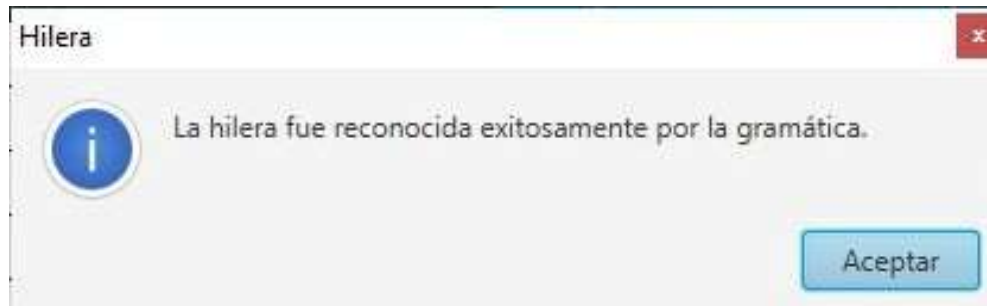 Hilera
x
La hilera fue reconocida exitosamente por la gramática.
i
Aceptar